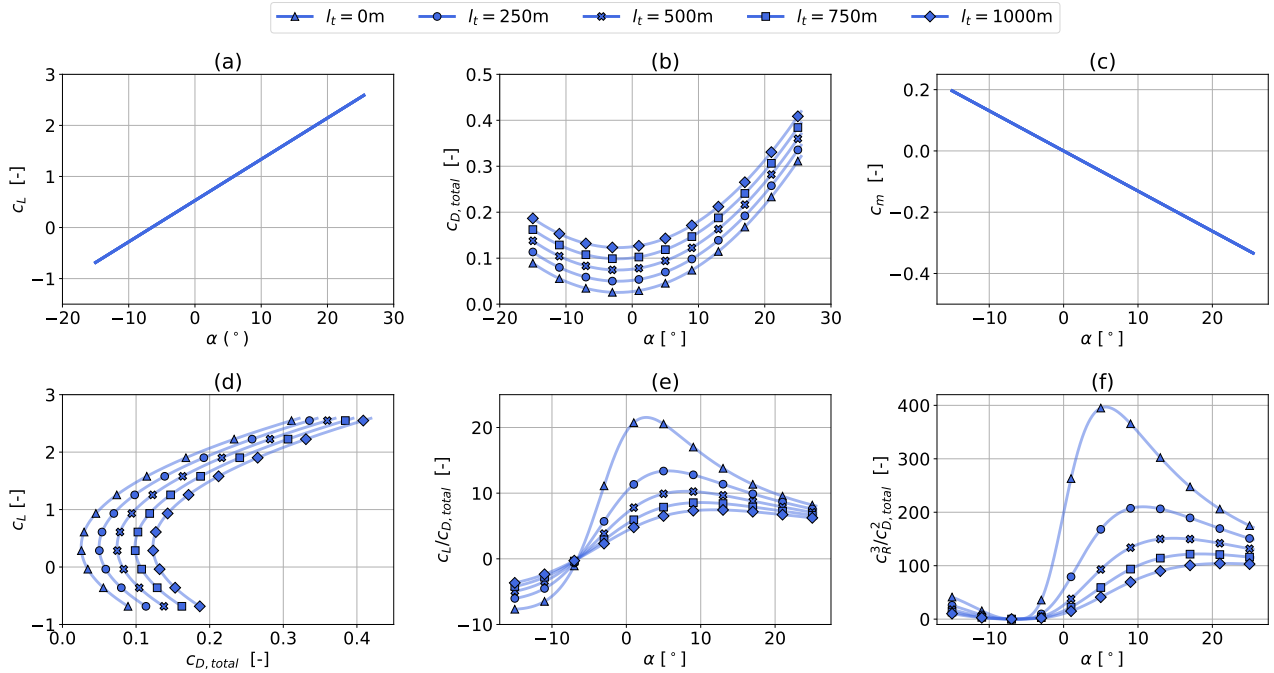 l_t = 0m   l_t = 250m   l_t = 500m   l_t = 750m   l_t = 1000m
(a)
3
2
1
0
−1
−20 −10 0 10 20 30
c_L [-]
α (°)
(b)
0.5
0.4
0.3
0.2
0.1
0.0
−20 −10 0 10 20 30
c_{D,total} [-]
α [°]
(c)
0.2
0.0
−0.2
−0.4
−10 0 10 20
c_m [-]
α [°]
(d)
3
2
1
0
−1
0.0 0.1 0.2 0.3 0.4
c_L [-]
c_{D,total} [-]
(e)
20
10
0
−10
−10 0 10 20
c_L/c_{D,total} [-]
α [°]
(f)
400
300
200
100
0
−10 0 10 20
c_R^3/c_{D,total}^2 [-]
α [°]